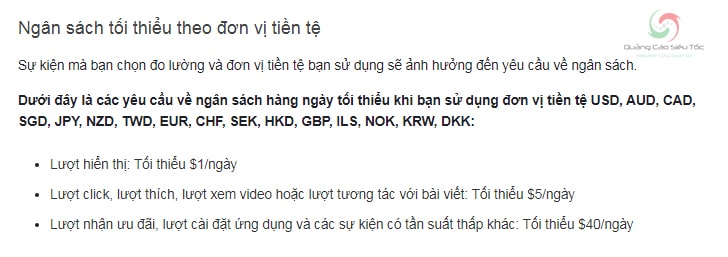 Ngân sách tối thiểu theo đơn vị tiền tệ
Quảng Cáo Siêu Tốc
Sự kiện mà bạn chọn đo lường và đơn vị tiền tệ bạn sử dụng sẽ ảnh hưởng đến yêu cầu về ngân sách.
Dưới đây là các yêu cầu về ngân sách hàng ngày tối thiểu khi bạn sử dụng đơn vị tiền tệ USD, AUD, CAD,
SGD, JPY, NZD, TWD, EUR, CHF, SEK, HKD, GBP, ILS, NOK, KRW, DKK:
• Lượt hiển thị: Tối thiểu $1/ngày
• Lượt click, lượt thích, lượt xem video hoặc lượt tương tác với bài viết: Tối thiểu $5/ngày
• Lượt nhận ưu đãi, lượt cài đặt ứng dụng và các sự kiện có tần suất thấp khác: Tối thiểu $40/ngày